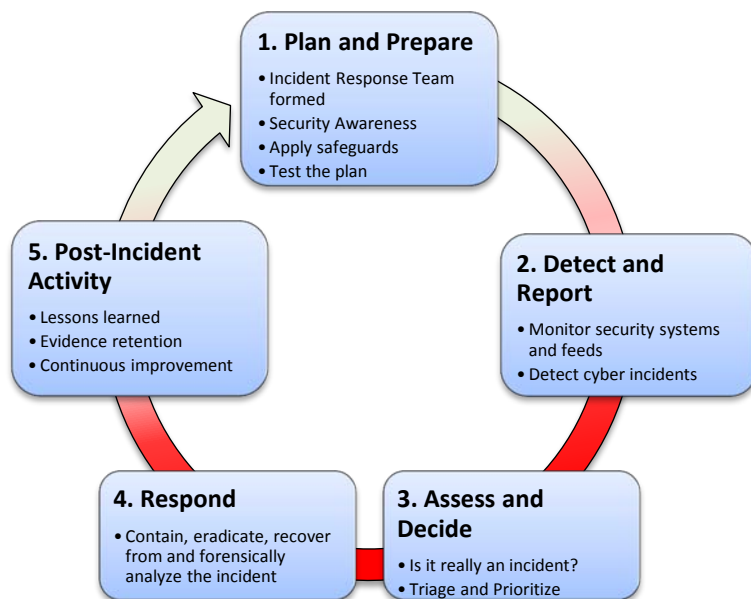 1. Plan and Prepare
• Incident Response Team
formed
• Security Awareness
• Apply safeguards
• Test the plan
2. Detect and
Report
• Monitor security systems
and feeds
• Detect cyber incidents
3. Assess and
Decide
• Is it really an incident?
• Triage and Prioritize
4. Respond
• Contain, eradicate, recover
from and forensically
analyze the incident
5. Post-Incident
Activity
• Lessons learned
• Evidence retention
• Continuous improvement